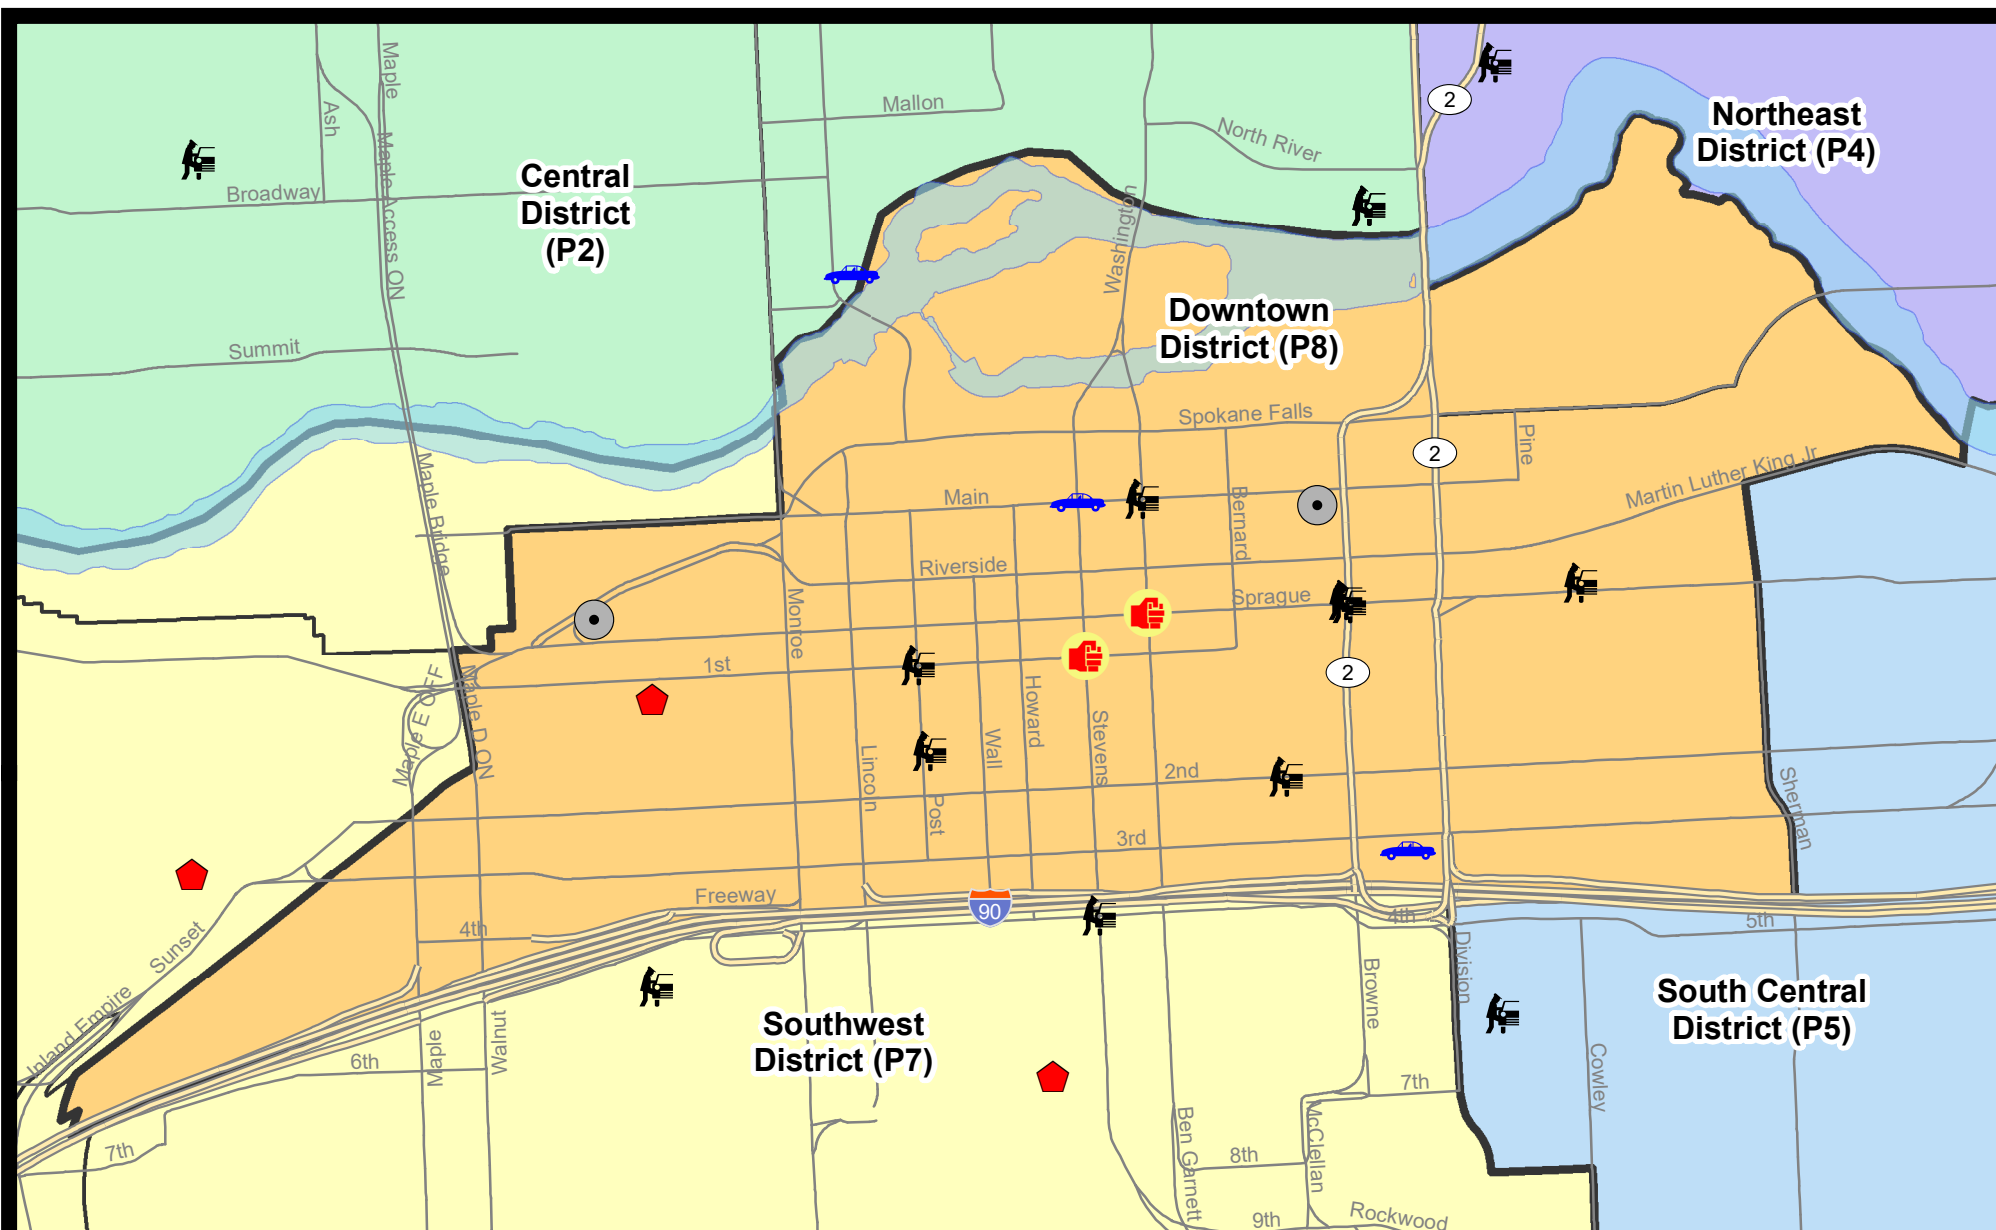 Maple
Ash
Maple Access ON
Mallon
North River
2
Northeast
District (P4)
Central
District
(P2)
Broadway
Washington
Downtown
District (P8)
Summit
Spokane Falls
Pine
2
Maple Bridge
Main
Bernard
Martin Luther King Jr
Riverside
Sprague
Monroe
1st
2
Maple E OFF
Maple D ON
Howard
Stevens
Wall
Lincoln
Post
2nd
3rd
Sherman
Freeway
90
4th
4th
5th
Sunset
Inland Empire
Division
Browne
Southwest
District (P7)
South Central
District (P5)
6th
Maple
Walnut
Cowley
7th
7th
Ben Garnett
McClellan
8th
9th
Rockwood